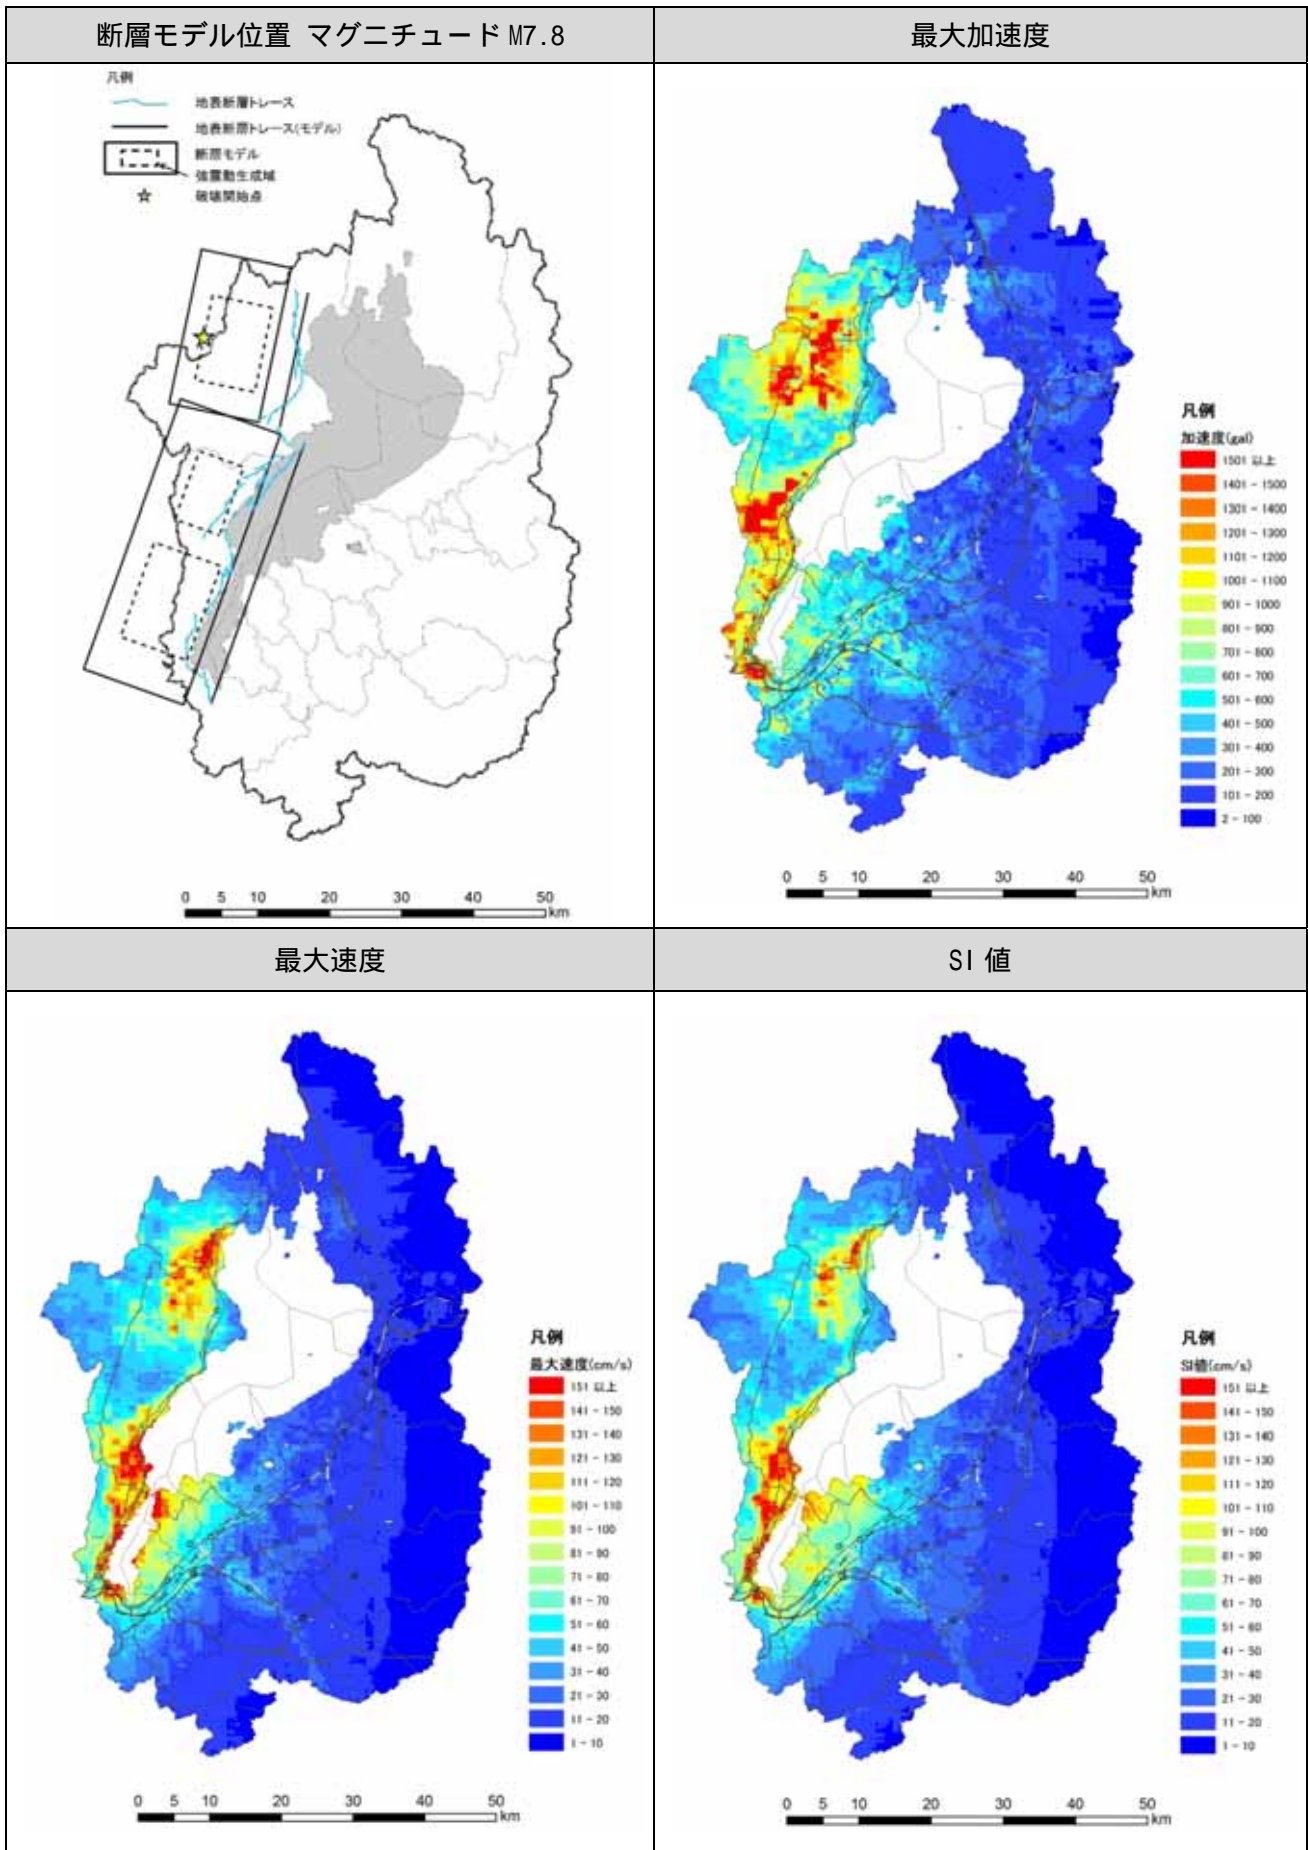 断層モデル位置 マグニチュード M7.8
凡例
地表断層トレース
地表断層トレース(モデル)
断層モデル
強震動生成域
破壊開始点
0 5 10 20 30 40 50
km
最大加速度
凡例
加速度(gal)
1501 以上
1401 - 1500
1301 - 1400
1201 - 1300
1101 - 1200
1001 - 1100
901 - 1000
801 - 900
701 - 800
601 - 700
501 - 600
401 - 500
301 - 400
201 - 300
101 - 200
2 - 100
0 5 10 20 30 40 50
km
最大速度
凡例
最大速度(cm/s)
151 以上
141 - 150
131 - 140
121 - 130
111 - 120
101 - 110
91 - 100
81 - 90
71 - 80
61 - 70
51 - 60
41 - 50
31 - 40
21 - 30
11 - 20
1 - 10
0 5 10 20 30 40 50
km
SI 値
凡例
SI値(cm/s)
151 以上
141 - 150
131 - 140
121 - 130
111 - 120
101 - 110
91 - 100
81 - 90
71 - 80
61 - 70
51 - 60
41 - 50
31 - 40
21 - 30
11 - 20
1 - 10
0 5 10 20 30 40 50
km